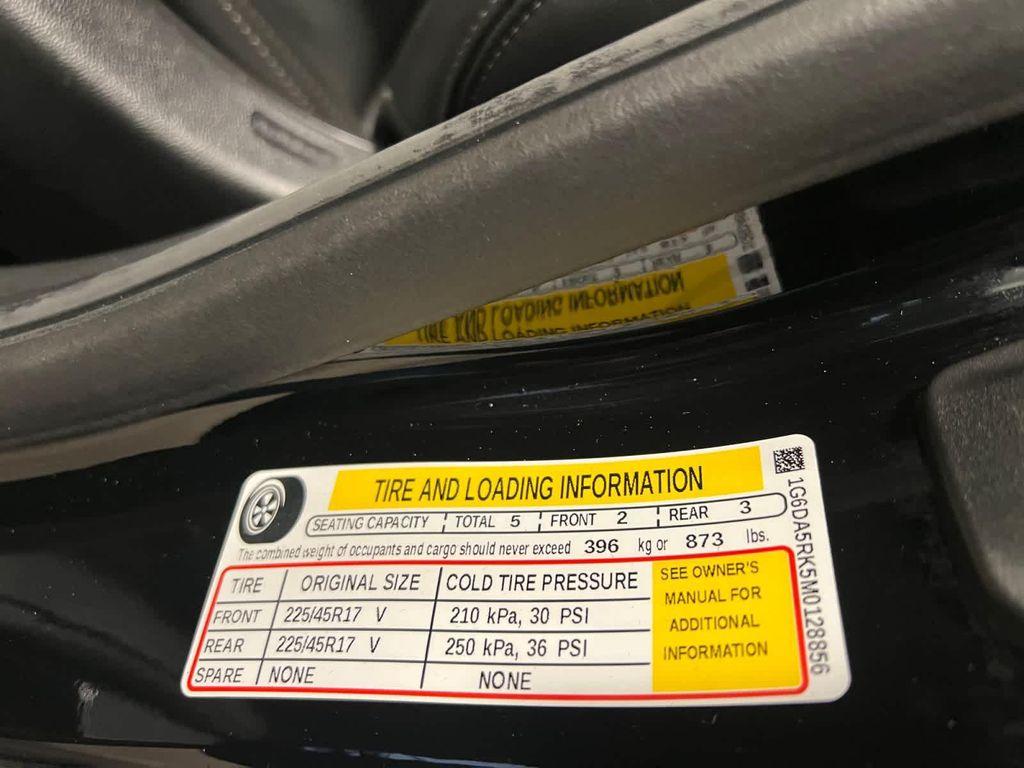 TIRE AND LOADING INFORMATION
SEATING CAPACITY TOTAL 5 FRONT 2 REAR 3
The combined weight of occupants and cargo should never exceed 396 kg or 873 lbs.
TIRE ORIGINAL SIZE COLD TIRE PRESSURE
FRONT 225/45R17 V 210 kPa, 30 PSI
REAR 225/45R17 V 250 kPa, 36 PSI
SPARE NONE NONE
SEE OWNER'S
MANUAL FOR
ADDITIONAL
INFORMATION
1G6DA5RK5M0128856
TIRE AND LOADING INFORMATION